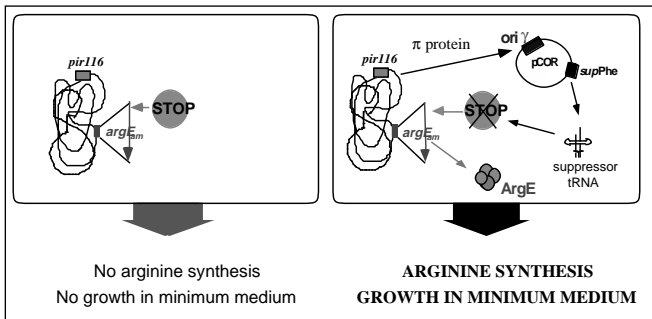 pir116
STOP
argEam
No arginine synthesis
No growth in minimum medium
pir116
π protein
ori γ
pCOR
supPhe
STOP
argEam
suppressor
tRNA
ArgE
ARGININE SYNTHESIS
GROWTH IN MINIMUM MEDIUM